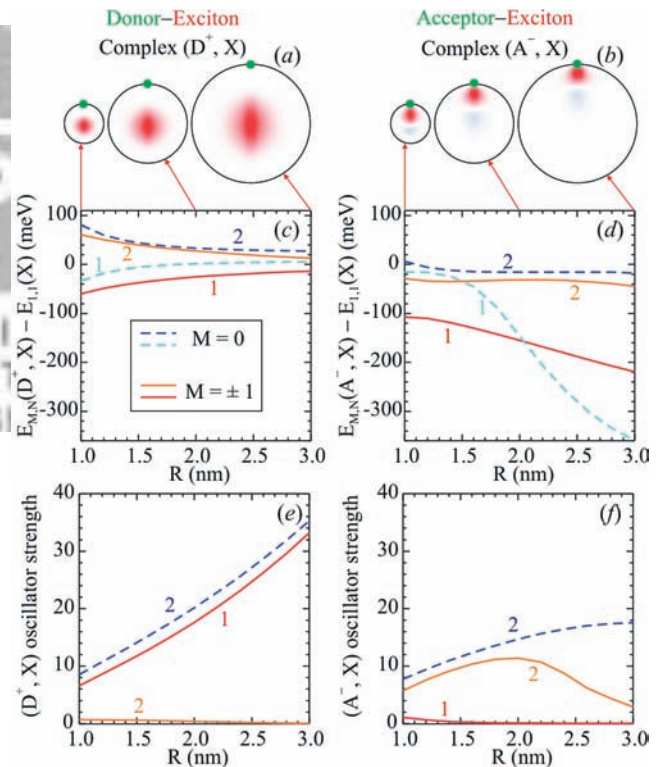 Donor–Exciton
Complex (D⁺, X)
(a)
Acceptor–Exciton
Complex (A⁻, X)
(b)
E_M,N(D⁺, X) – E_1,1(X) (meV)
100
0
-100
-200
-300
(c)
2
2
1
1
M = 0
M = ± 1
1.0 1.5 2.0 2.5 3.0
R (nm)
E_M,N(A⁻, X) – E_1,1(X) (meV)
100
0
-100
-200
-300
(d)
2
2
1
1
1.0 1.5 2.0 2.5 3.0
R (nm)
(D⁺, X) oscillator strength
40
30
20
10
0
(e)
2
1
2
1.0 1.5 2.0 2.5 3.0
R (nm)
(A⁻, X) oscillator strength
40
30
20
10
0
(f)
2
2
1
1.0 1.5 2.0 2.5 3.0
R (nm)